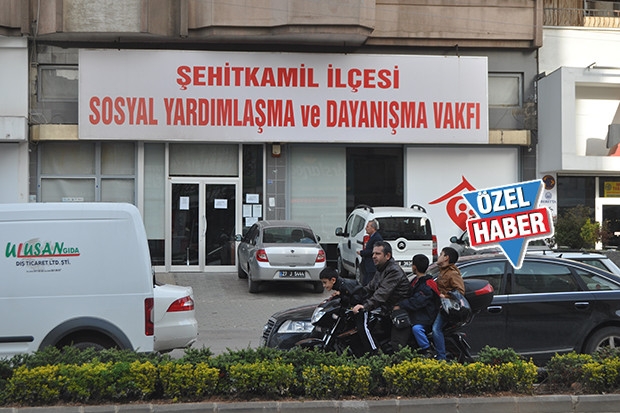 ŞEHİTKAMİL İLÇESİ
SOSYAL YARDIMLAŞMA ve DAYANIŞMA VAKFI
ÖZEL
HABER
ULUSAN GIDA
DIŞ TİCARET LTD. ŞTİ.